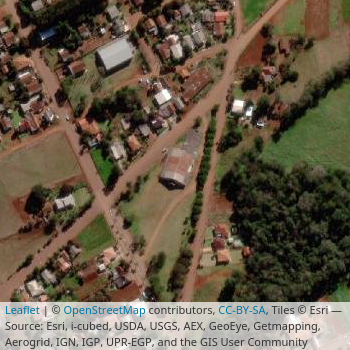 Leaflet | © OpenStreetMap contributors, CC-BY-SA, Tiles © Esri —
Source: Esri, i-cubed, USDA, USGS, AEX, GeoEye, Getmapping,
Aerogrid, IGN, IGP, UPR-EGP, and the GIS User Community